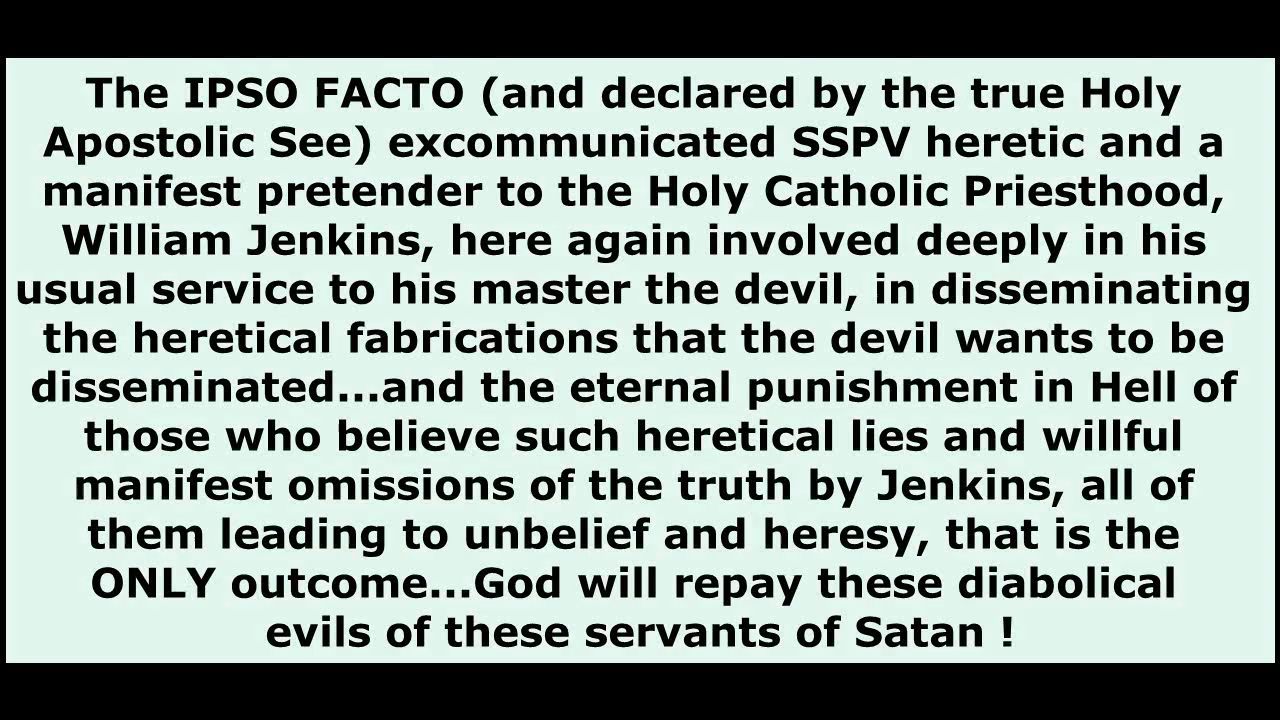 The IPSO FACTO (and declared by the true Holy
Apostolic See) excommunicated SSPV heretic and a
manifest pretender to the Holy Catholic Priesthood,
William Jenkins, here again involved deeply in his
usual service to his master the devil, in disseminating
the heretical fabrications that the devil wants to be
disseminated...and the eternal punishment in Hell of
those who believe such heretical lies and willful
manifest omissions of the truth by Jenkins, all of
them leading to unbelief and heresy, that is the
ONLY outcome...God will repay these diabolical
evils of these servants of Satan !